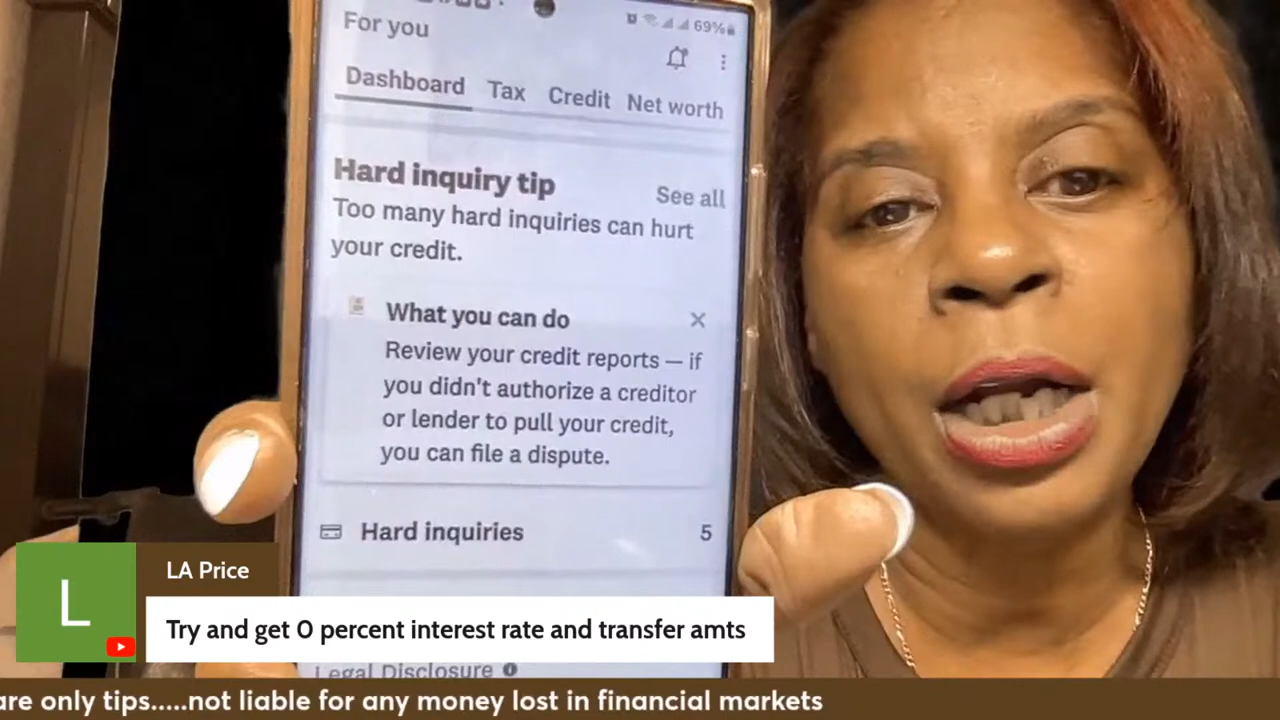 69%
For you
Dashboard Tax Credit Net worth
Hard inquiry tip See all
Too many hard inquiries can hurt
your credit.
What you can do
Review your credit reports — if
you didn't authorize a creditor
or lender to pull your credit,
you can file a dispute.
Hard inquiries 5
L
LA Price
Try and get 0 percent interest rate and transfer amts
Legal Disclosure
are only tips.....not liable for any money lost in financial markets